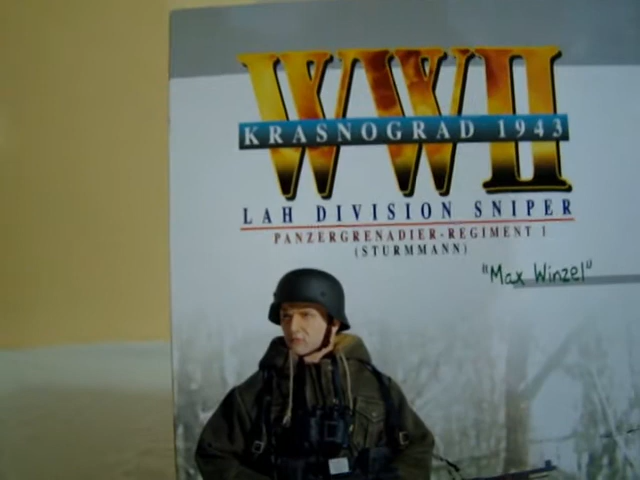 WWII
KRASNOGRAD 1943
LAH DIVISION SNIPER
PANZERGRENADIER-REGIMENT 1
(STURMMANN)
"Max Winzel"